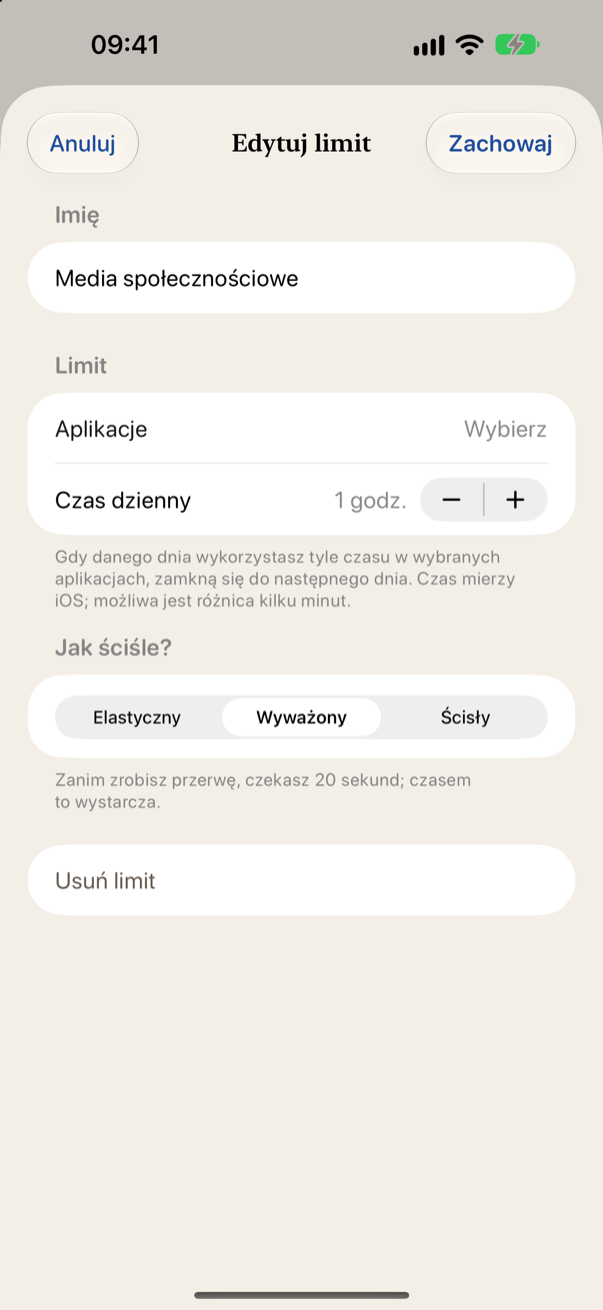 09:41
Anuluj
Edytuj limit
Zachowaj
Imię
Media społecznościowe
Limit
Aplikacje
Wybierz
Czas dzienny
1 godz.
− +
Gdy danego dnia wykorzystasz tyle czasu w wybranych
aplikacjach, zamkną się do następnego dnia. Czas mierzy
iOS; możliwa jest różnica kilku minut.
Jak ściśle?
Elastyczny
Wyważony
Ścisły
Zanim zrobisz przerwę, czekasz 20 sekund; czasem
to wystarcza.
Usuń limit